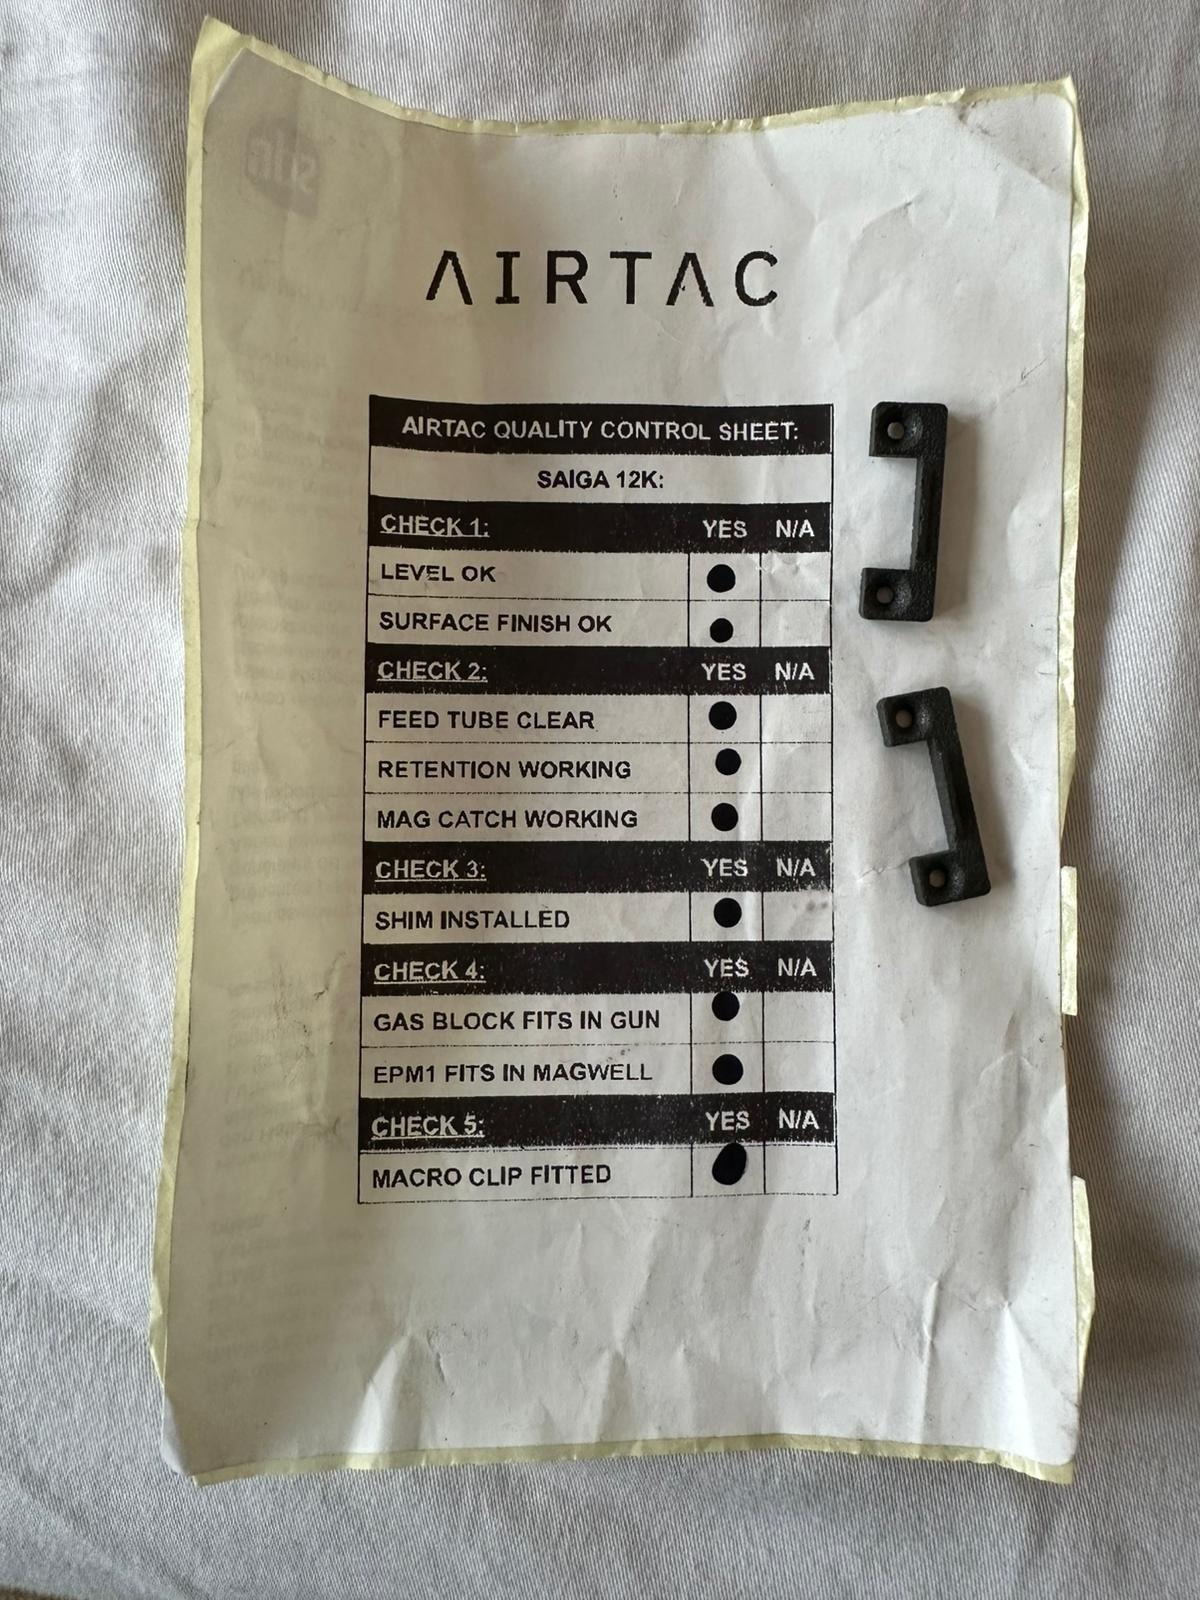 AIRTAC
AIRTAC QUALITY CONTROL SHEET:
SAIGA 12K:
CHECK 1: YES N/A
LEVEL OK
SURFACE FINISH OK
CHECK 2: YES N/A
FEED TUBE CLEAR
RETENTION WORKING
MAG CATCH WORKING
CHECK 3: YES N/A
SHIM INSTALLED
CHECK 4: YES N/A
GAS BLOCK FITS IN GUN
EPM1 FITS IN MAGWELL
CHECK 5: YES N/A
MACRO CLIP FITTED